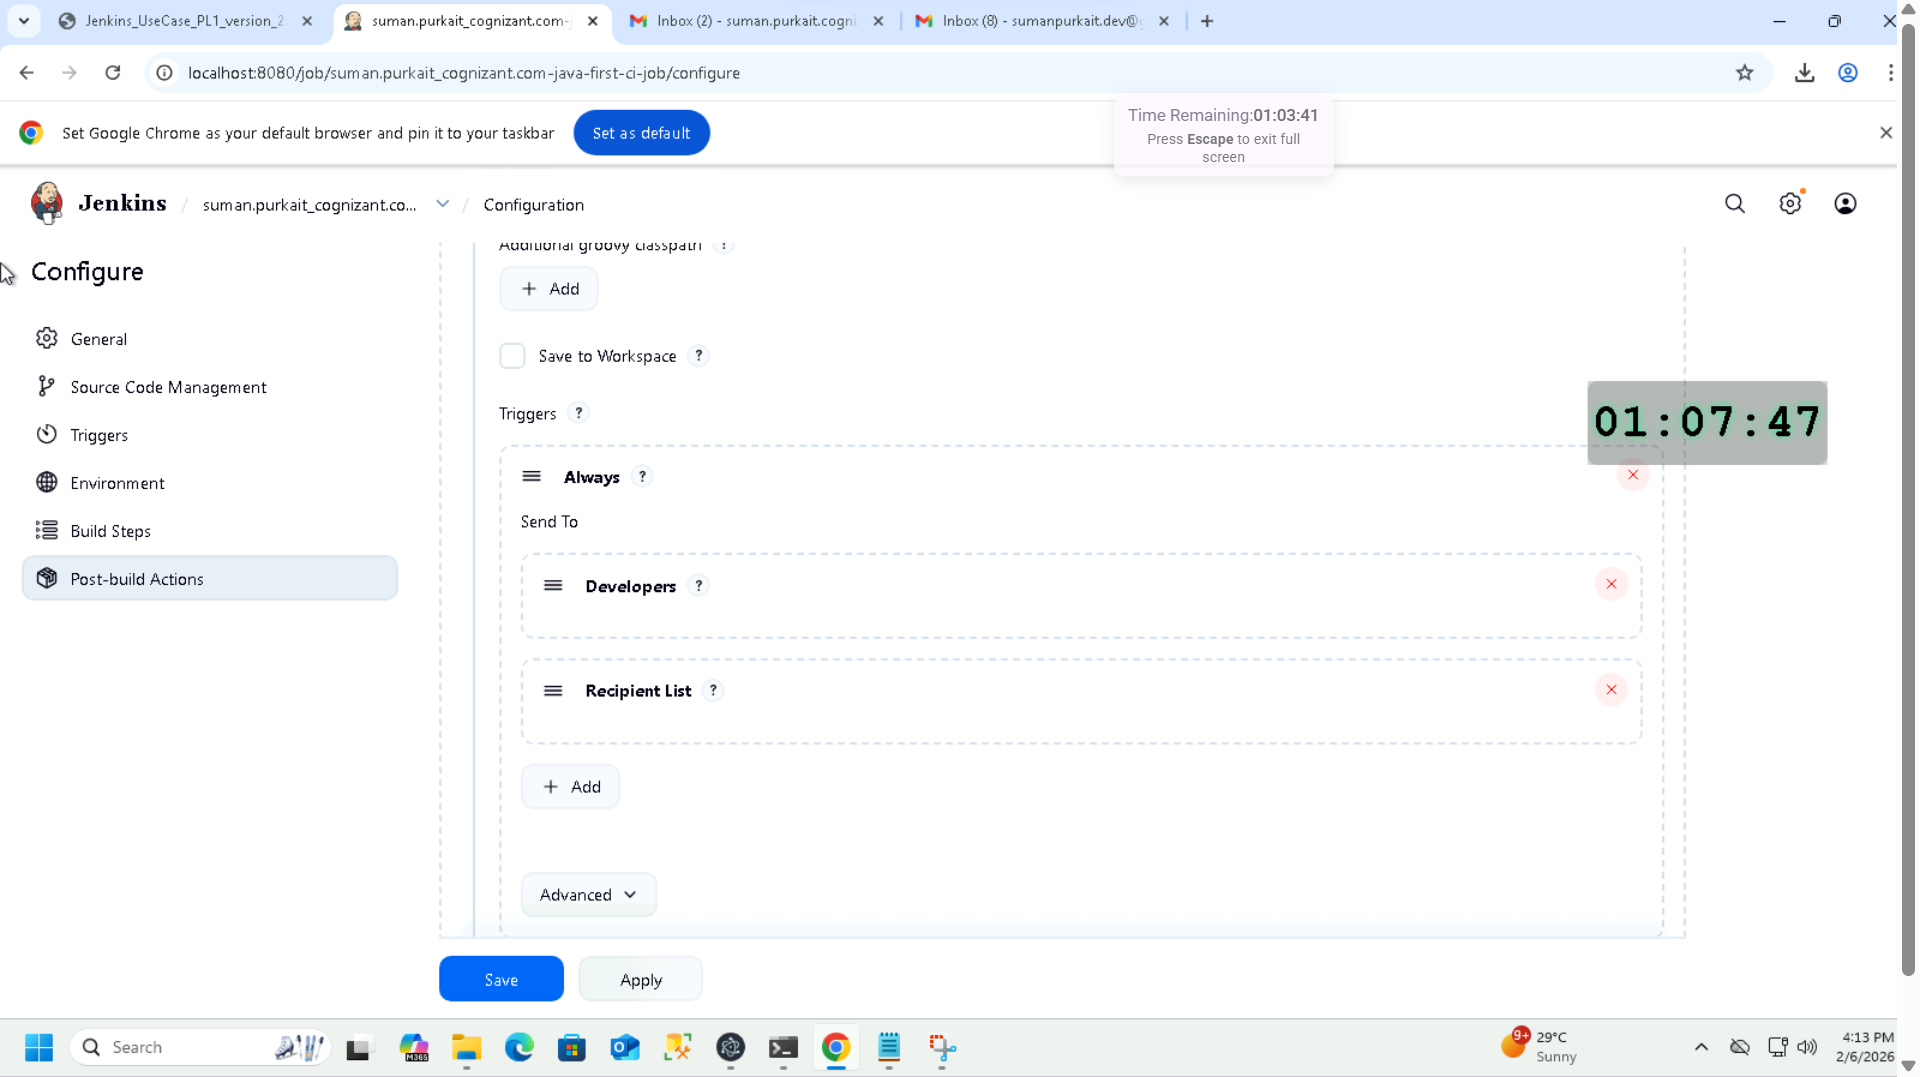 Jenkins_UseCase_PL1_version_2.
suman.purkait_cognizant.com-j
Inbox (2) - suman.purkait.cogni
Inbox (8) - sumanpurkait.dev@g
localhost:8080/job/suman.purkait_cognizant.com-java-first-ci-job/configure
Set Google Chrome as your default browser and pin it to your taskbar
Set as default
Time Remaining:01:03:41
Press Escape to exit full
screen
Jenkins / suman.purkait_cognizant.co... / Configuration
Configure
General
Source Code Management
Triggers
Environment
Build Steps
Post-build Actions
Additional groovy classpath ?
+ Add
Save to Workspace ?
Triggers ?
01:07:47
Always ?
Send To
Developers ?
Recipient List ?
+ Add
Advanced
Save
Apply
Search
M365
9+
29°C
Sunny
4:13 PM
2/6/2026